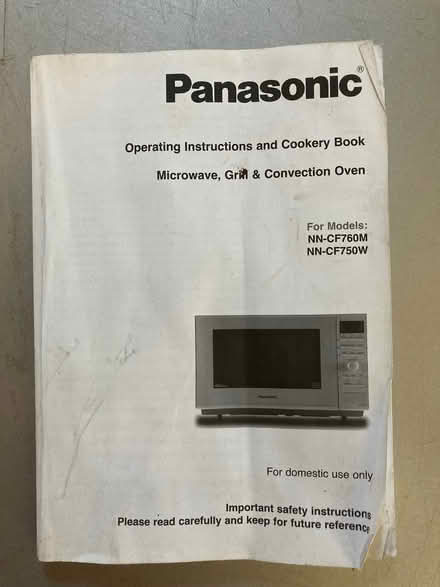 Panasonic®
Operating Instructions and Cookery Book
Microwave, Grill & Convection Oven
For Models:
NN-CF760M
NN-CF750W
Panasonic
For domestic use only
Important safety instructions
Please read carefully and keep for future reference